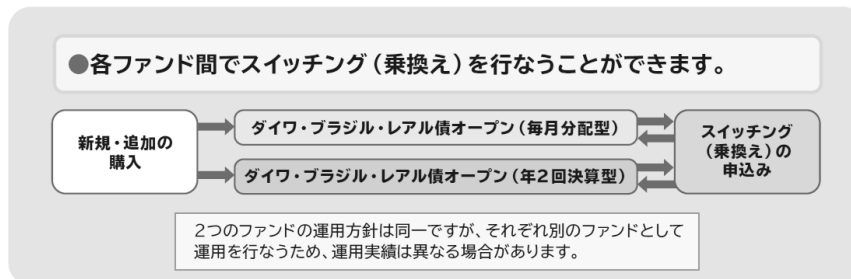 ●各ファンド間でスイッチング（乗換え）を行なうことができます。
新規・追加の
購入
ダイワ・ブラジル・レアル債オープン（毎月分配型）
ダイワ・ブラジル・レアル債オープン（年２回決算型）
スイッチング
（乗換え）の
申込み
２つのファンドの運用方針は同一ですが、それぞれ別のファンドとして
運用を行なうため、運用実績は異なる場合があります。